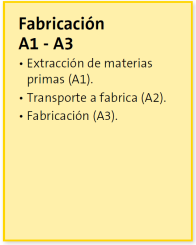 Fabricación
A1 - A3
• Extracción de materias
primas (A1).
• Transporte a fabrica (A2).
• Fabricación (A3).